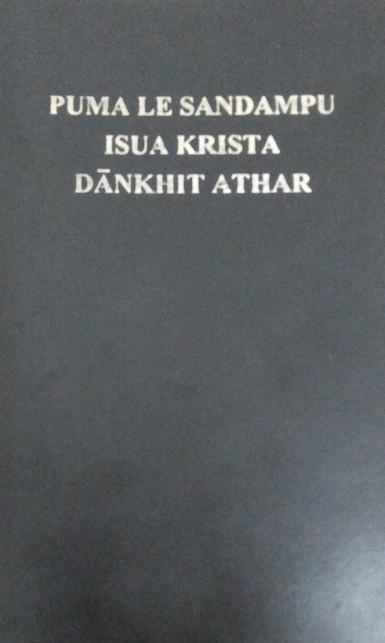 PUMA LE SANDAMPU
ISUA KRISTA
DĀNKHIT ATHAR